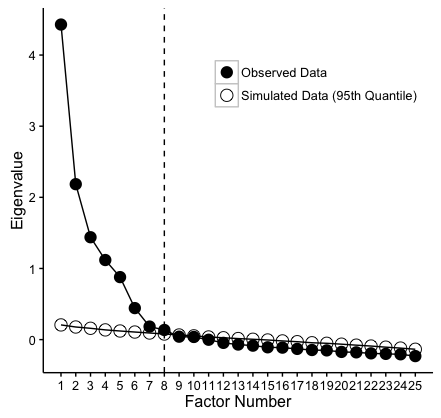 4
3
2
1
0
Eigenvalue
Observed Data
Simulated Data (95th Quantile)
1 2 3 4 5 6 7 8 9 10 11 12 13 14 15 16 17 18 19 20 21 22 23 24 25
Factor Number